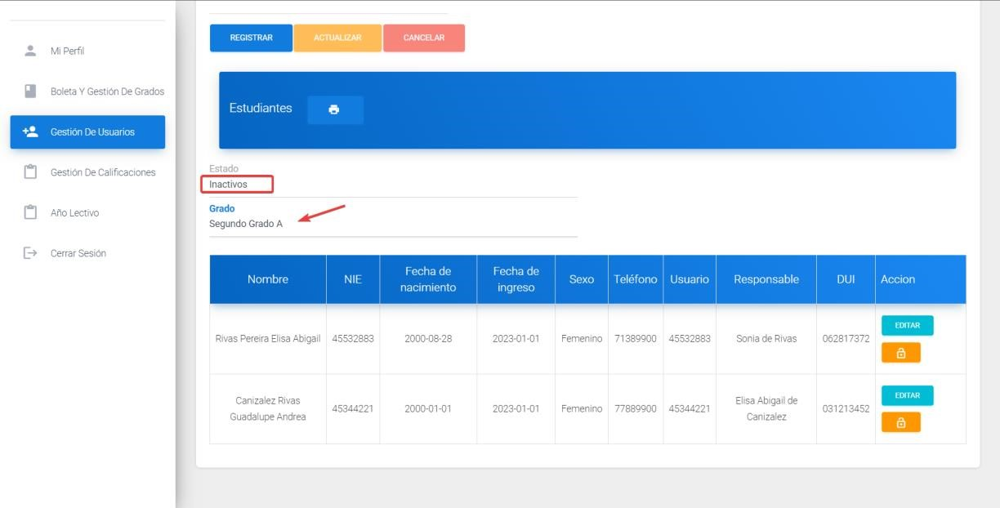 REGISTRAR ACTUALIZAR CANCELAR
Mi Perfil
Boleta Y Gestión De Grados
Gestión De Usuarios
Gestión De Calificaciones
Año Lectivo
Cerrar Sesión
Estudiantes
Estado
Inactivos
Grado
Segundo Grado A
Nombre NIE Fecha de nacimiento Fecha de ingreso Sexo Teléfono Usuario Responsable DUI Accion
Rivas Pereira Elisa Abigail 45532883 2000-08-28 2023-01-01 Femenino 71389900 45532883 Sonia de Rivas 062817372 EDITAR
Canizalez Rivas Guadalupe Andrea 45344221 2000-01-01 2023-01-01 Femenino 77889900 45344221 Elisa Abigail de Canizalez 031213452 EDITAR